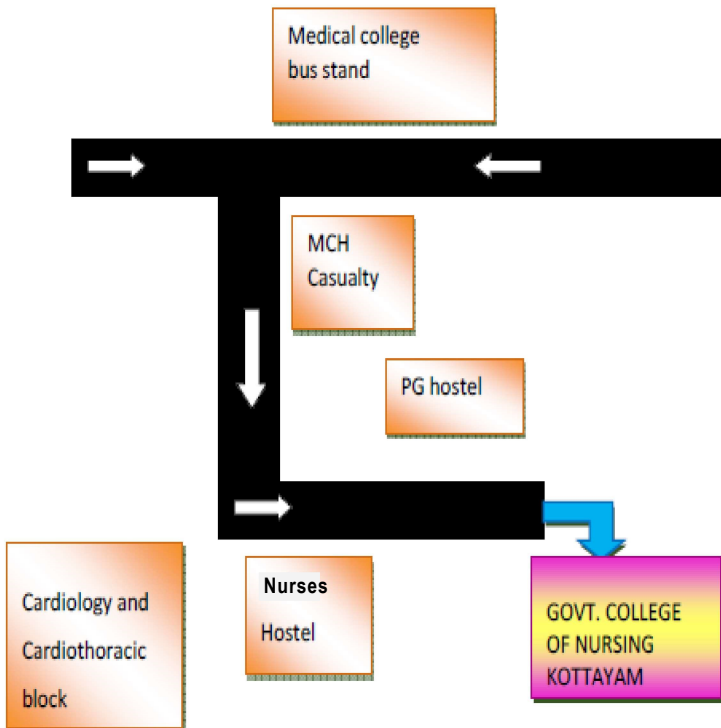 Medical college
bus stand
MCH
Casualty
PG hostel
Cardiology and
Cardiothoracic
block
Nurses
Hostel
GOVT. COLLEGE
OF NURSING
KOTTAYAM